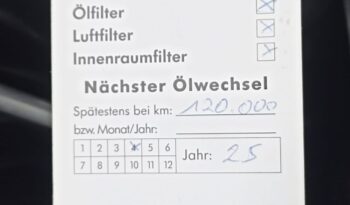 Ölfilter
Luftfilter
Innenraumfilter
Nächster Ölwechsel
Spätestens bei km: 120.000
bzw. Monat/Jahr:
1 2 3 4 5 6
7 8 9 10 11 12
Jahr: 25